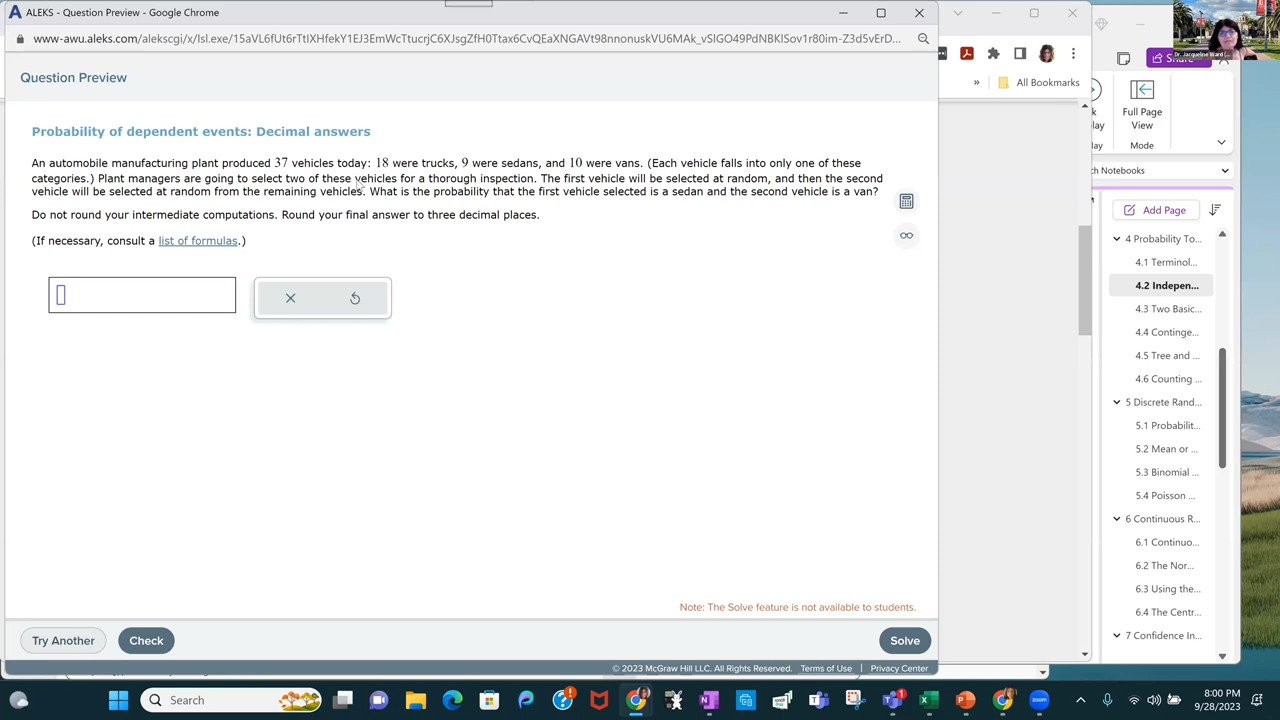 ALEKS - Question Preview - Google Chrome
www-awu.aleks.com/alekscgi/x/Isl.exe/
Question Preview
Probability of dependent events: Decimal answers
An automobile manufacturing plant produced 37 vehicles today: 18 were trucks, 9 were sedans, and 10 were vans. (Each vehicle falls into only one of these
categories.) Plant managers are going to select two of these vehicles for a thorough inspection. The first vehicle will be selected at random, and then the second
vehicle will be selected at random from the remaining vehicles. What is the probability that the first vehicle selected is a sedan and the second vehicle is a van?
Do not round your intermediate computations. Round your final answer to three decimal places.
(If necessary, consult a list of formulas.)
Note: The Solve feature is not available to students.
Try Another
Check
Solve
© 2023 McGraw Hill LLC. All Rights Reserved. Terms of Use | Privacy Center
All Bookmarks
Dr. Jacqueline Ward
Share
Full Page
View
Mode
Notebooks
Add Page
4 Probability To...
4.1 Terminol...
4.2 Indepen...
4.3 Two Basic...
4.4 Continge...
4.5 Tree and ...
4.6 Counting ...
5 Discrete Rand...
5.1 Probabilit...
5.2 Mean or ...
5.3 Binomial ...
5.4 Poisson ...
6 Continuous R...
6.1 Continuo...
6.2 The Nor...
6.3 Using the...
6.4 The Centr...
7 Confidence In...
Search
zoom
8:00 PM
9/28/2023